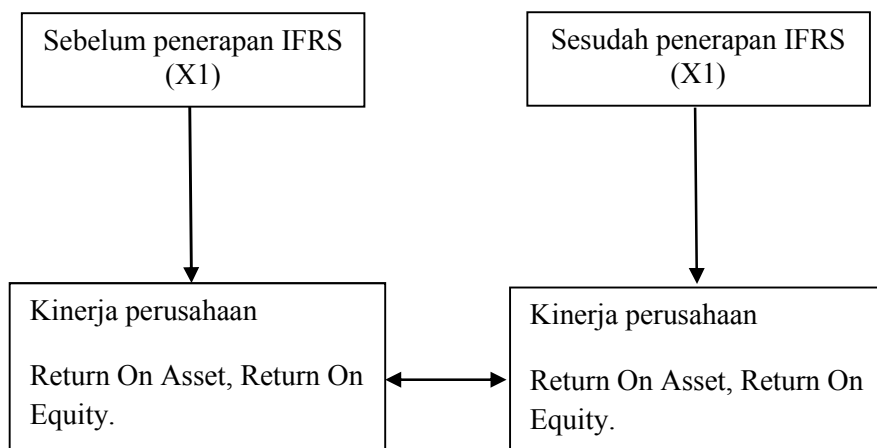 Sebelum penerapan IFRS
(X1)
Sesudah penerapan IFRS
(X1)
Kinerja perusahaan
Return On Asset, Return On
Equity.
Kinerja perusahaan
Return On Asset, Return On
Equity.